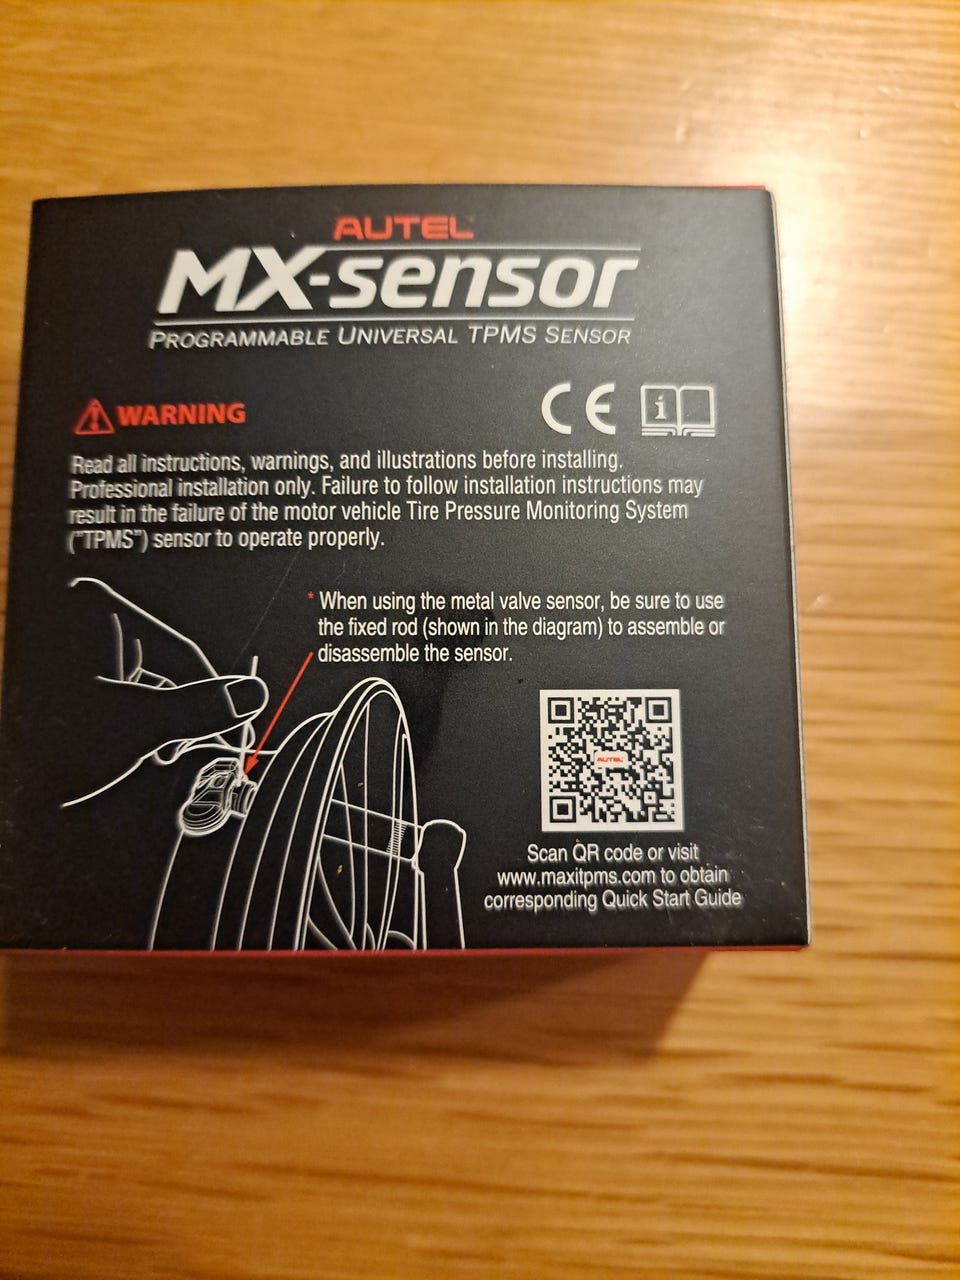 AUTEL
MX-sensor
PROGRAMMABLE UNIVERSAL TPMS SENSOR
WARNING
CE
i
Read all instructions, warnings, and illustrations before installing.
Professional installation only. Failure to follow installation instructions may
result in the failure of the motor vehicle Tire Pressure Monitoring System
("TPMS") sensor to operate properly.
* When using the metal valve sensor, be sure to use
the fixed rod (shown in the diagram) to assemble or
disassemble the sensor.
AUTEL
Scan QR code or visit
www.maxitpms.com to obtain
corresponding Quick Start Guide